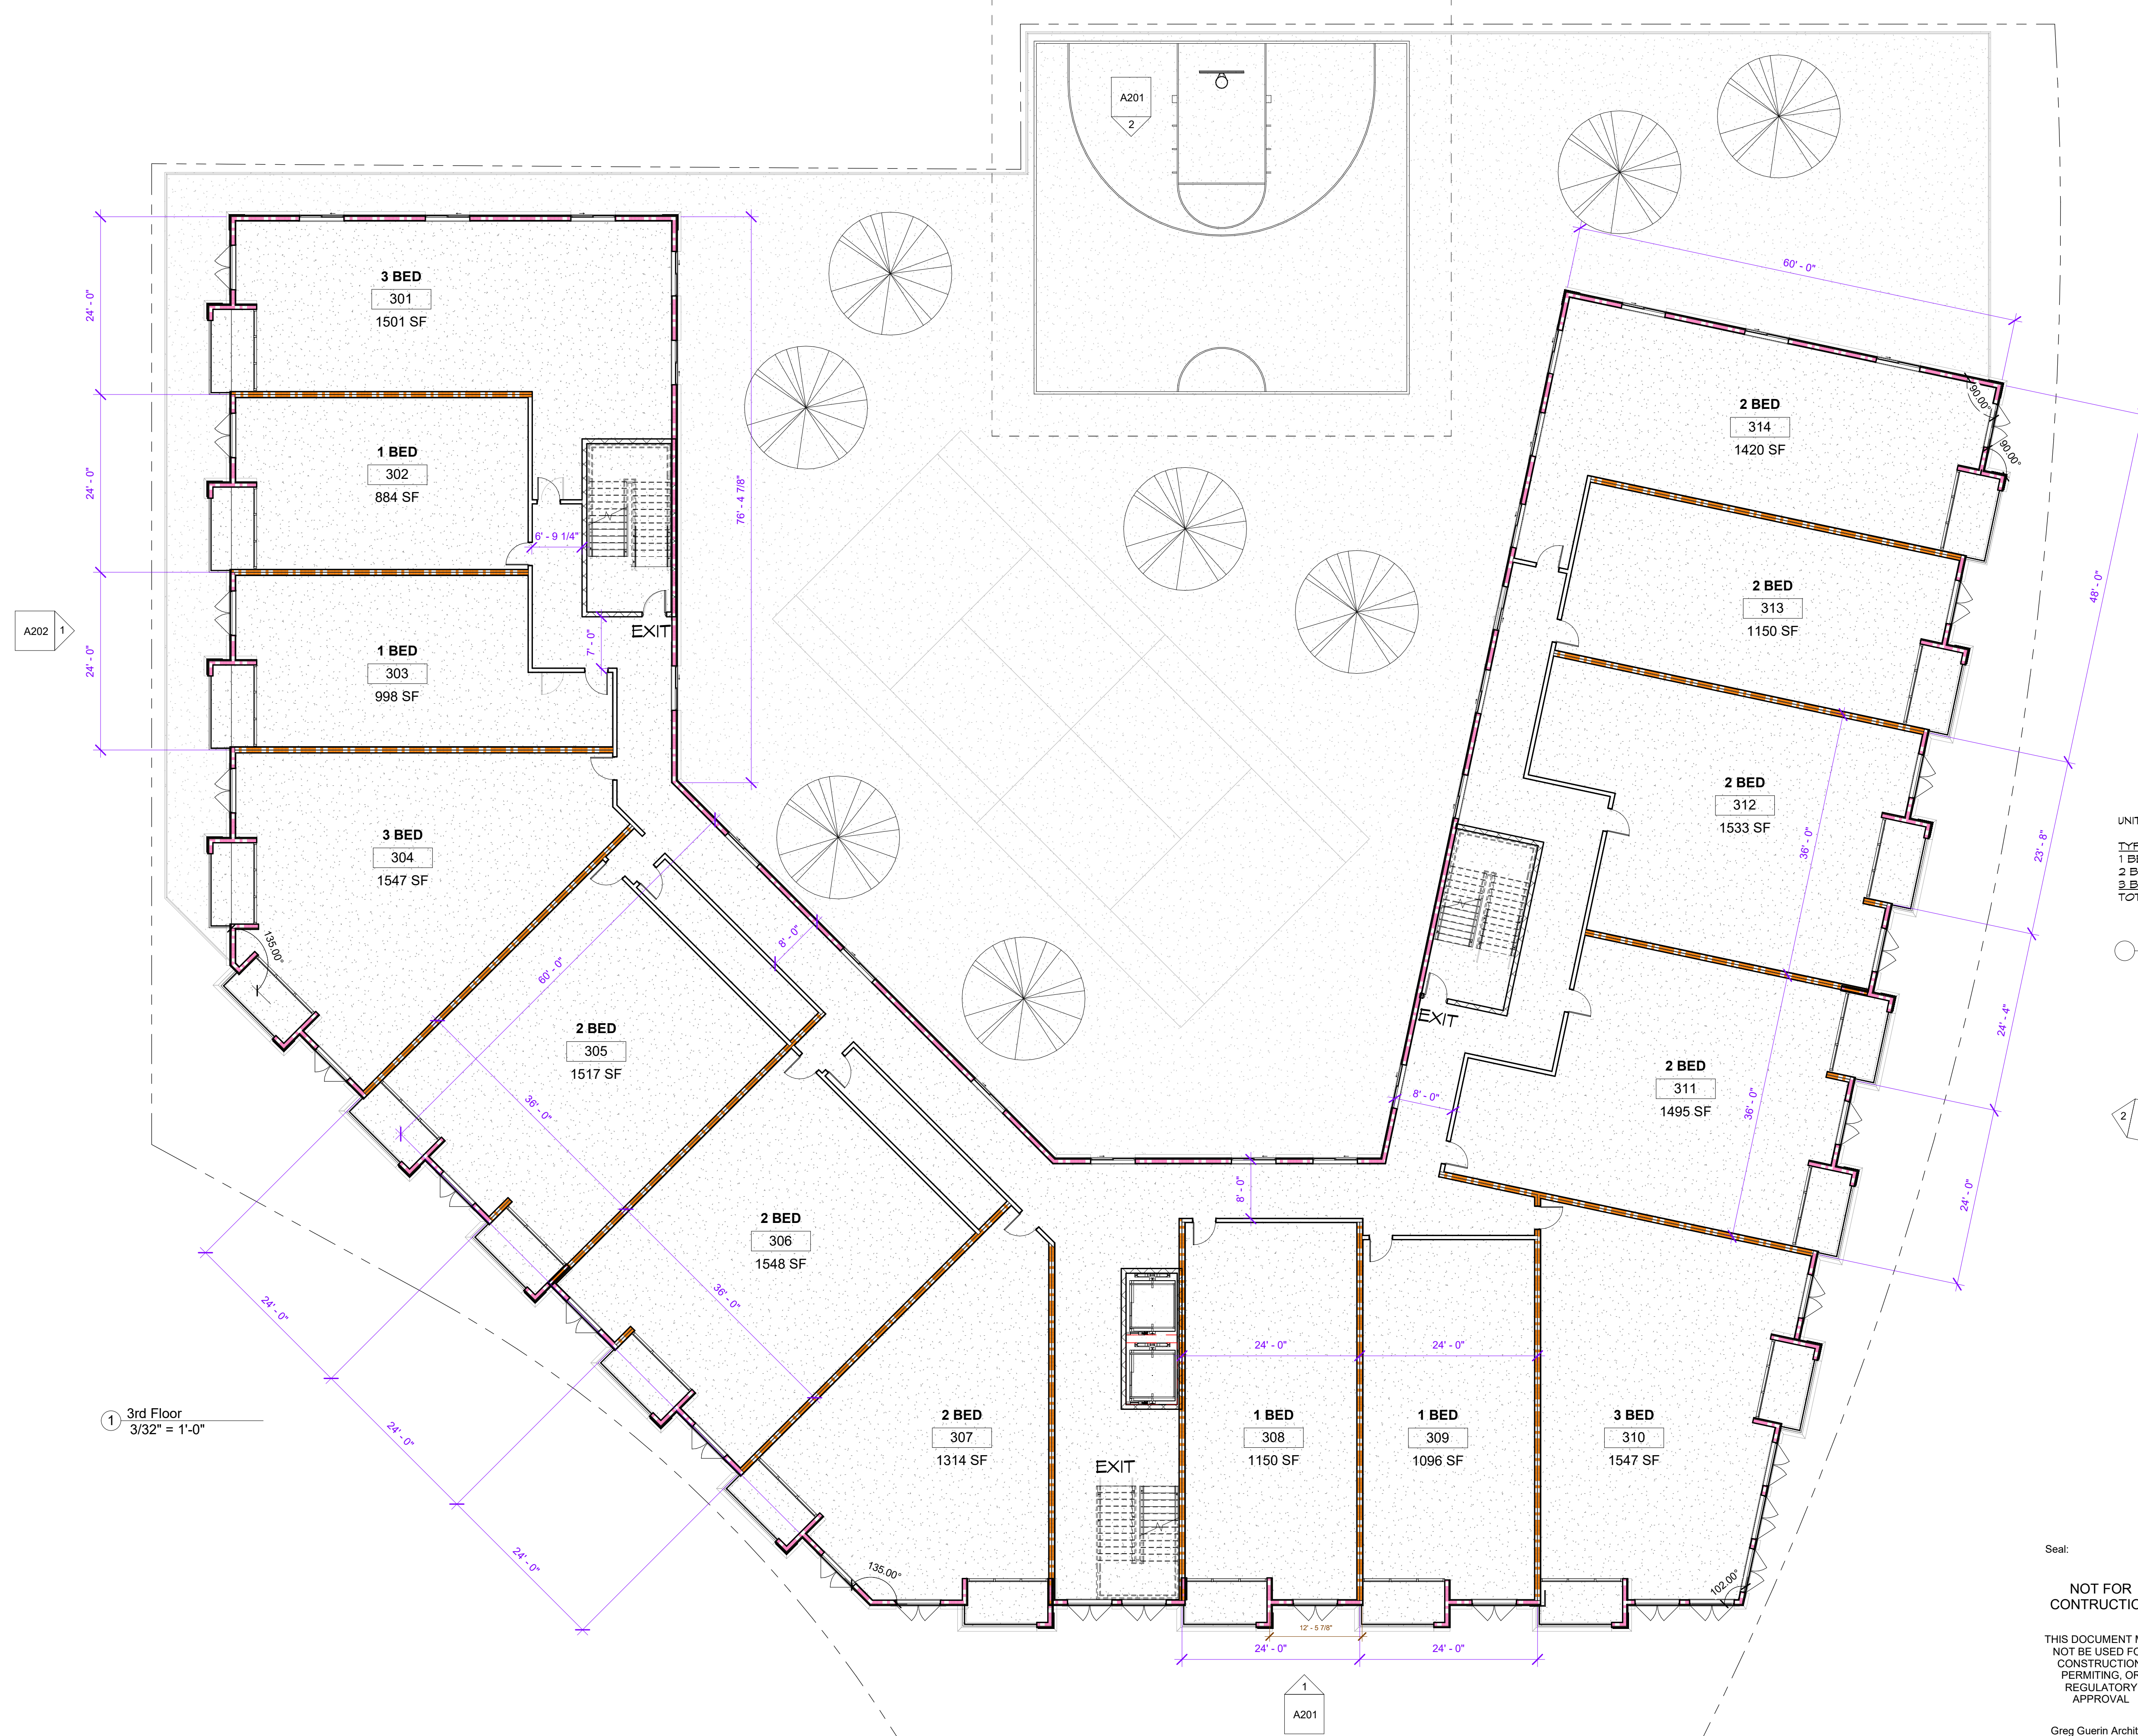 A201
2
60' - 0"
3 BED
301
1501 SF
24' - 0"
90.00°
90.00°
2 BED
314
1420 SF
1 BED
302
884 SF
24' - 0"
76' - 4 7/8"
6' - 9 1/4"
2 BED
313
1150 SF
48' - 0"
A202
1
EXIT
7' - 0"
24' - 0"
1 BED
303
998 SF
2 BED
312
1533 SF
36' - 0"
23' - 8"
3 BED
304
1547 SF
135.00°
8' - 0"
60' - 0"
EXIT
24' - 4"
2 BED
305
1517 SF
36' - 0"
2 BED
311
1495 SF
36' - 0"
8' - 0"
2
8' - 0"
24' - 0"
2 BED
306
1548 SF
36' - 0"
24' - 0"
24' - 0"
24' - 0"
1 3rd Floor
3/32" = 1'-0"
24' - 0"
24' - 0"
2 BED
307
1314 SF
EXIT
1 BED
308
1150 SF
1 BED
309
1096 SF
3 BED
310
1547 SF
135.00°
102.00°
12' - 5 7/8"
24' - 0"
24' - 0"
1
A201
Seal:
NOT FOR
THIS DOCUMENT
NOT BE USED
PERMITING,
REGULATORY
APPROVAL
Greg Guerin